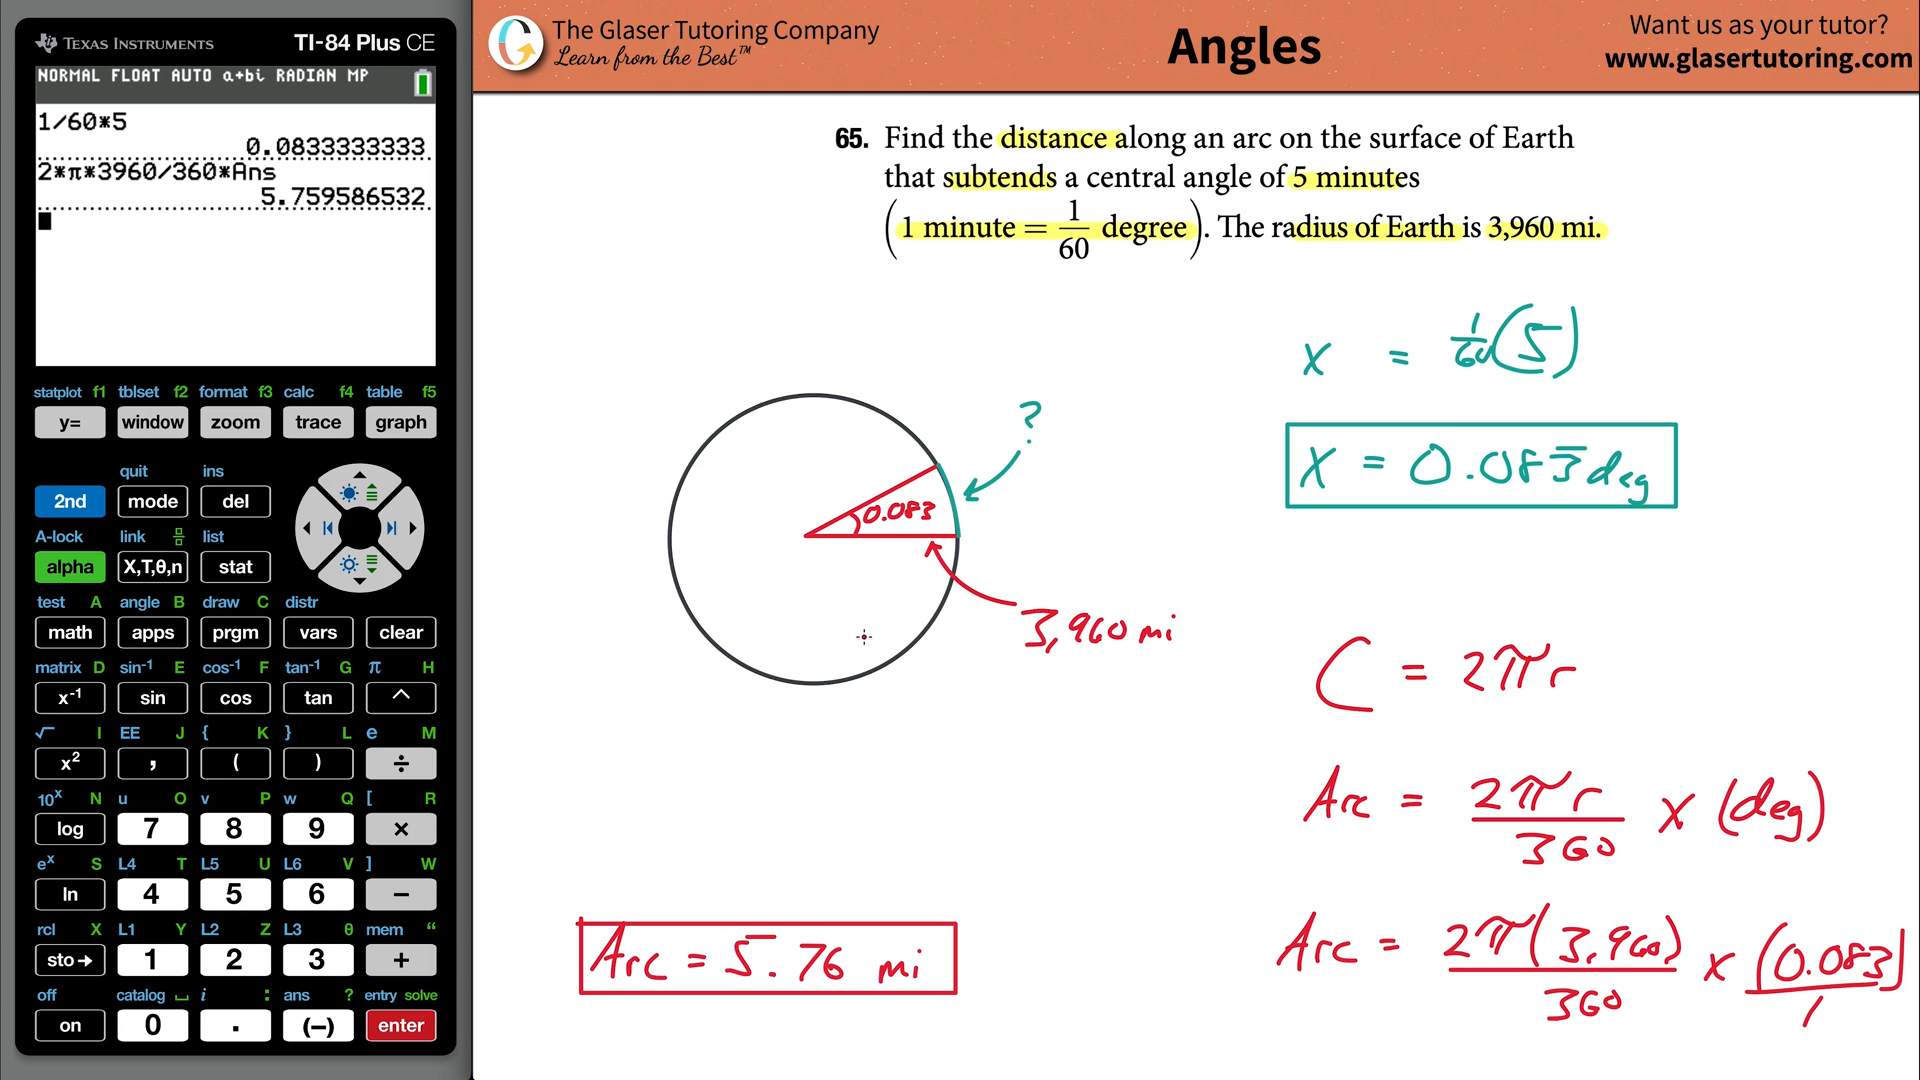 TEXAS INSTRUMENTS TI-84 Plus CE
NORMAL FLOAT AUTO a+bi RADIAN MP
1/60*5
0.0833333333
2*π*3960/360*Ans
5.759586532
statplot f1 tblset f2 format f3 calc f4 table f5
y= window zoom trace graph
quit ins
2nd mode del
A-lock link list
alpha X,T,θ,n stat
test A angle B draw C distr
math apps prgm vars clear
matrix D sin⁻¹ E cos⁻¹ F tan⁻¹ G π H
x⁻¹ sin cos tan ^
√ I EE J { K } L e M
x² , ( ) ÷
10ˣ N u O v P w Q [ R
log 7 8 9 ×
eˣ S L4 T L5 U L6 V ] W
ln 4 5 6 −
rcl X L1 Y L2 Z L3 θ mem “
sto→ 1 2 3 +
off catalog ⎵ i : ans ? entry solve
on 0 . (−) enter
The Glaser Tutoring Company
Learn from the Best™
Angles
Want us as your tutor?
www.glasertutoring.com
65. Find the distance along an arc on the surface of Earth
that subtends a central angle of 5 minutes
(1 minute = 1/60 degree). The radius of Earth is 3,960 mi.
x = 1/60(5)
x = 0.083̅ deg
?
0.083
3,960 mi
C = 2πr
Arc = 2πr/360 × (deg)
Arc = 2π(3,960)/360 × (0.083)/1
Arc = 5.76 mi